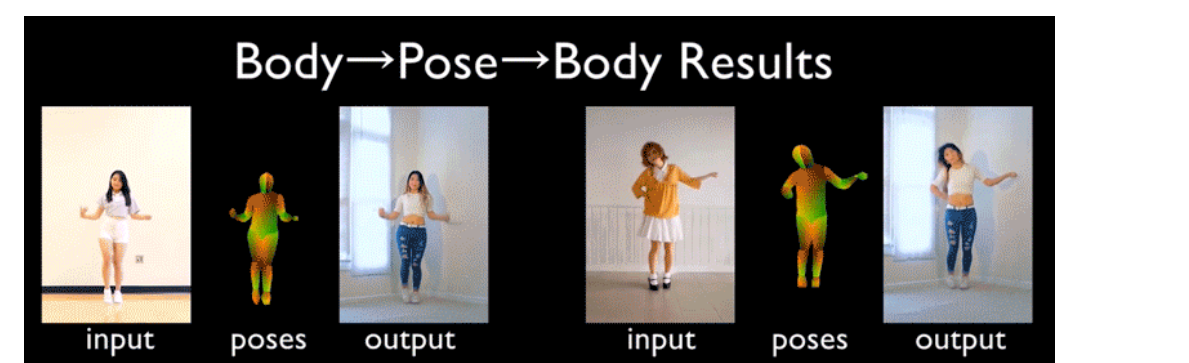 Body→Pose→Body Results
input poses output input poses output